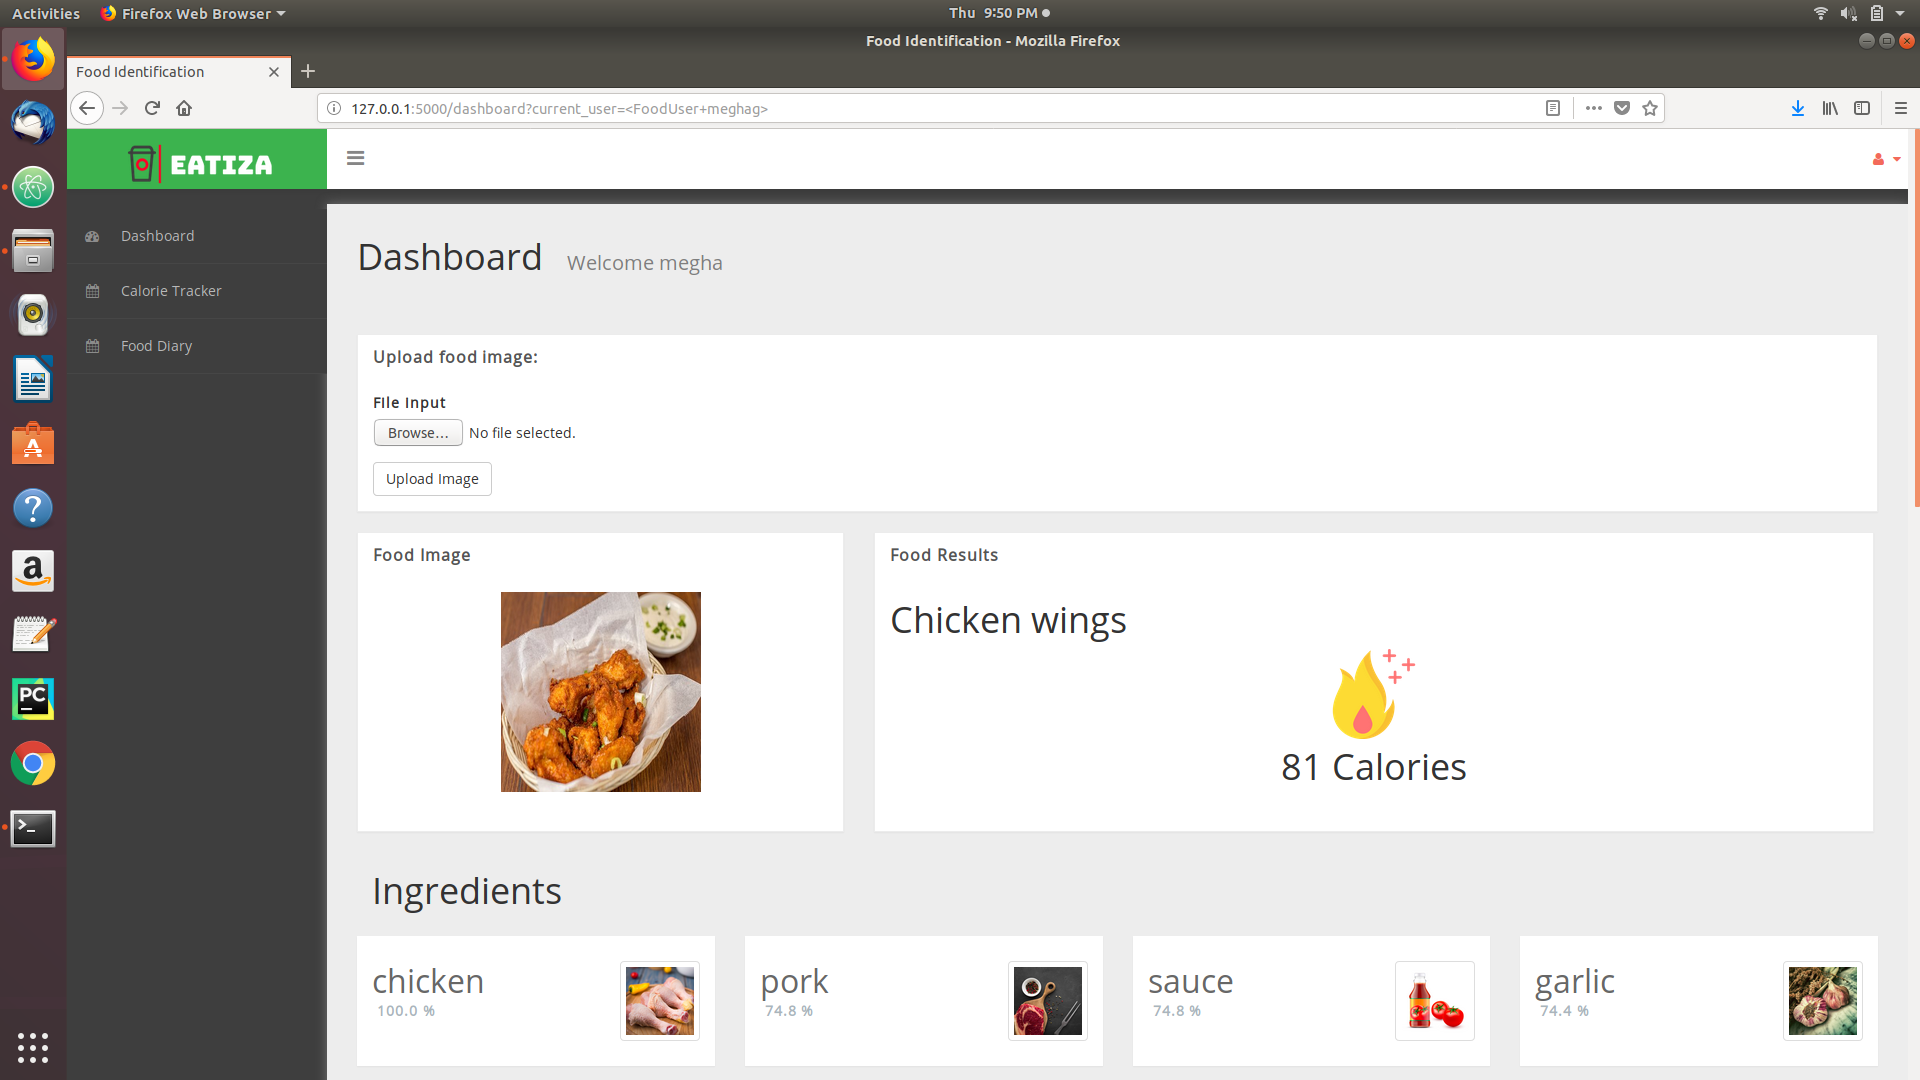 Activities Firefox Web Browser Thu 9:50 PM
Food Identification - Mozilla Firefox
Food Identification
127.0.0.1:5000/dashboard?current_user=<FoodUser+meghag>
EATIZA
Dashboard
Calorie Tracker
Food Diary
Dashboard Welcome megha
Upload food image:
File Input
Browse... No file selected.
Upload Image
Food Image
Food Results
Chicken wings
81 Calories
Ingredients
chicken
100.0 %
pork
74.8 %
sauce
74.8 %
garlic
74.4 %
a
PC